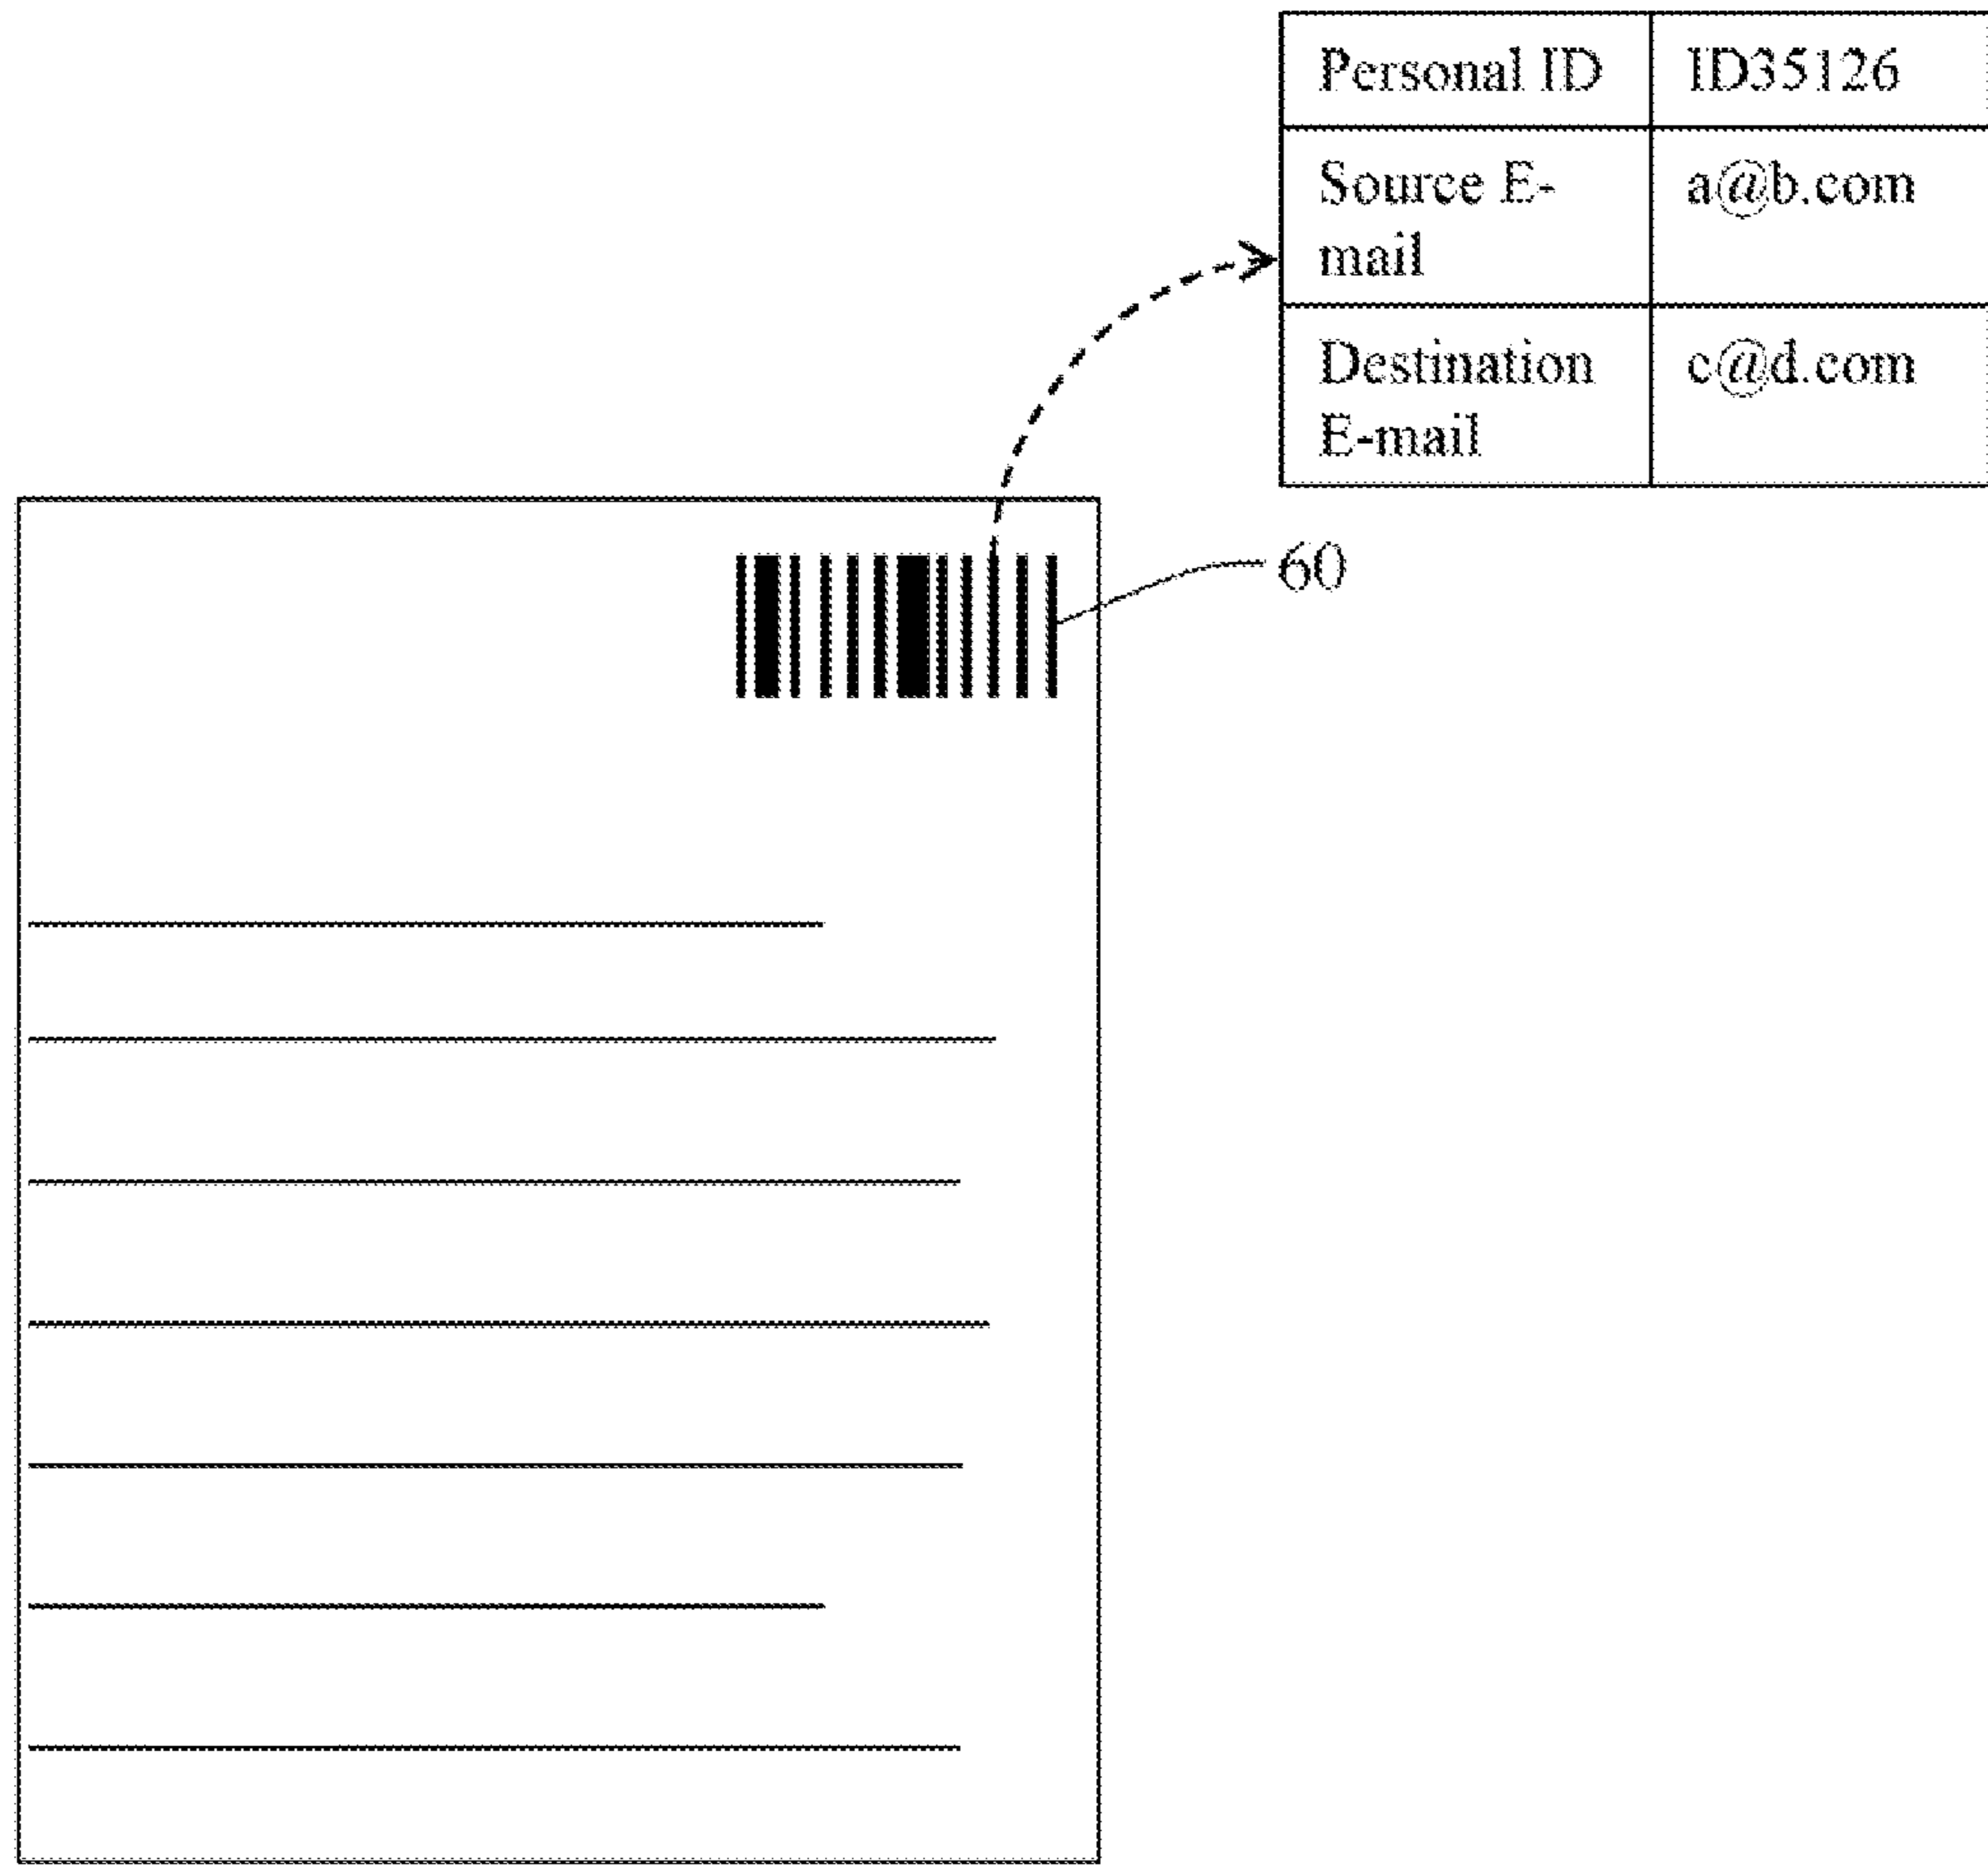 Personal ID ID35126
Source E- a@b.com
mail
Destination c@d.com
E-mail
60